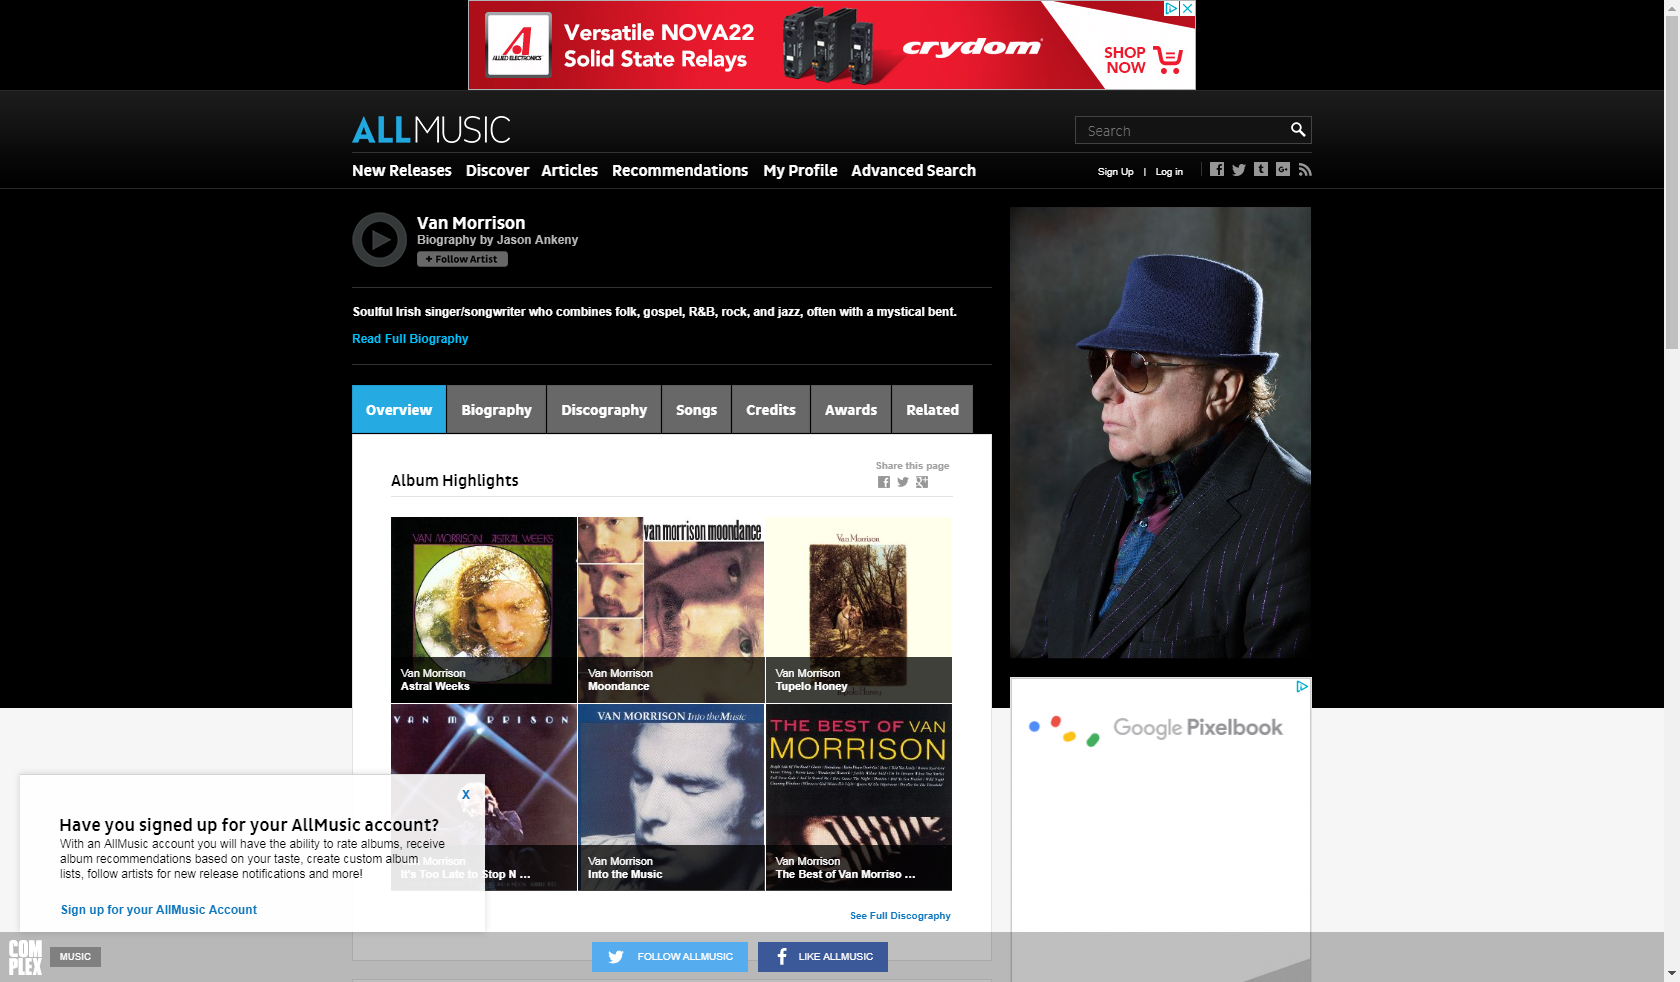 Versatile NOVA22
Solid State Relays
ALLIED ELECTRONICS
crydom
SHOP
NOW
ALLMUSIC
Search
New Releases Discover Articles Recommendations My Profile Advanced Search
Sign Up | Log in
Van Morrison
Biography by Jason Ankeny
+ Follow Artist
Soulful Irish singer/songwriter who combines folk, gospel, R&B, rock, and jazz, often with a mystical bent.
Read Full Biography
Overview Biography Discography Songs Credits Awards Related
Share this page
Album Highlights
VAN MORRISON ASTRAL WEEKS
van morrison moondance
Van Morrison
Van Morrison
Astral Weeks
Van Morrison
Moondance
Van Morrison
Tupelo Honey
Tupelo Honey
VAN MORRISON
VAN MORRISON Into the Music
THE BEST OF VAN
MORRISON
Morrison
It's Too Late to Stop N ...
Van Morrison
Into the Music
Van Morrison
The Best of Van Morriso ...
See Full Discography
Google Pixelbook
X
Have you signed up for your AllMusic account?
With an AllMusic account you will have the ability to rate albums, receive
album recommendations based on your taste, create custom album
lists, follow artists for new release notifications and more!
Sign up for your AllMusic Account
COM
PLEX
MUSIC
FOLLOW ALLMUSIC
LIKE ALLMUSIC